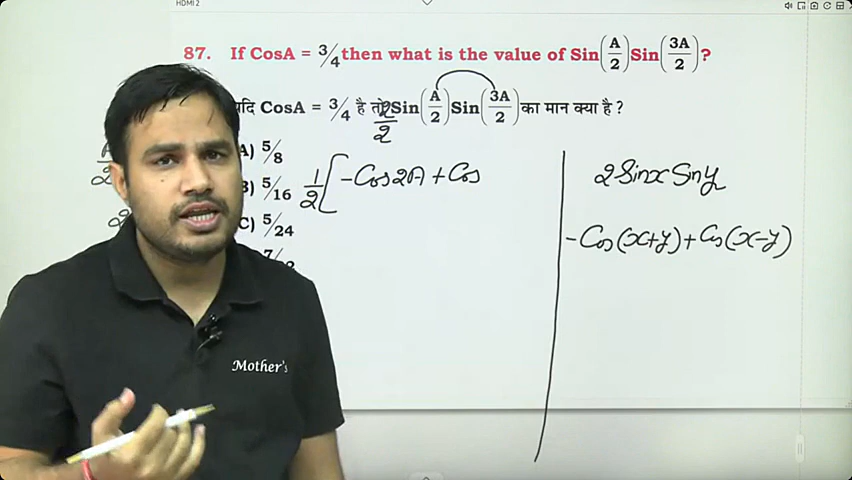 HDMI 2
87. If CosA = 3/4 then what is the value of Sin(A/2)Sin(3A/2)?
यदि CosA = 3/4 है तो 2/2 Sin(A/2)Sin(3A/2) का मान क्या है ?
A) 5/8
B) 5/16
C) 5/24
1/2[-Cos2A + Cos
2SinxSiny
-Cos(x+y)+Cos(x-y)
Mother's